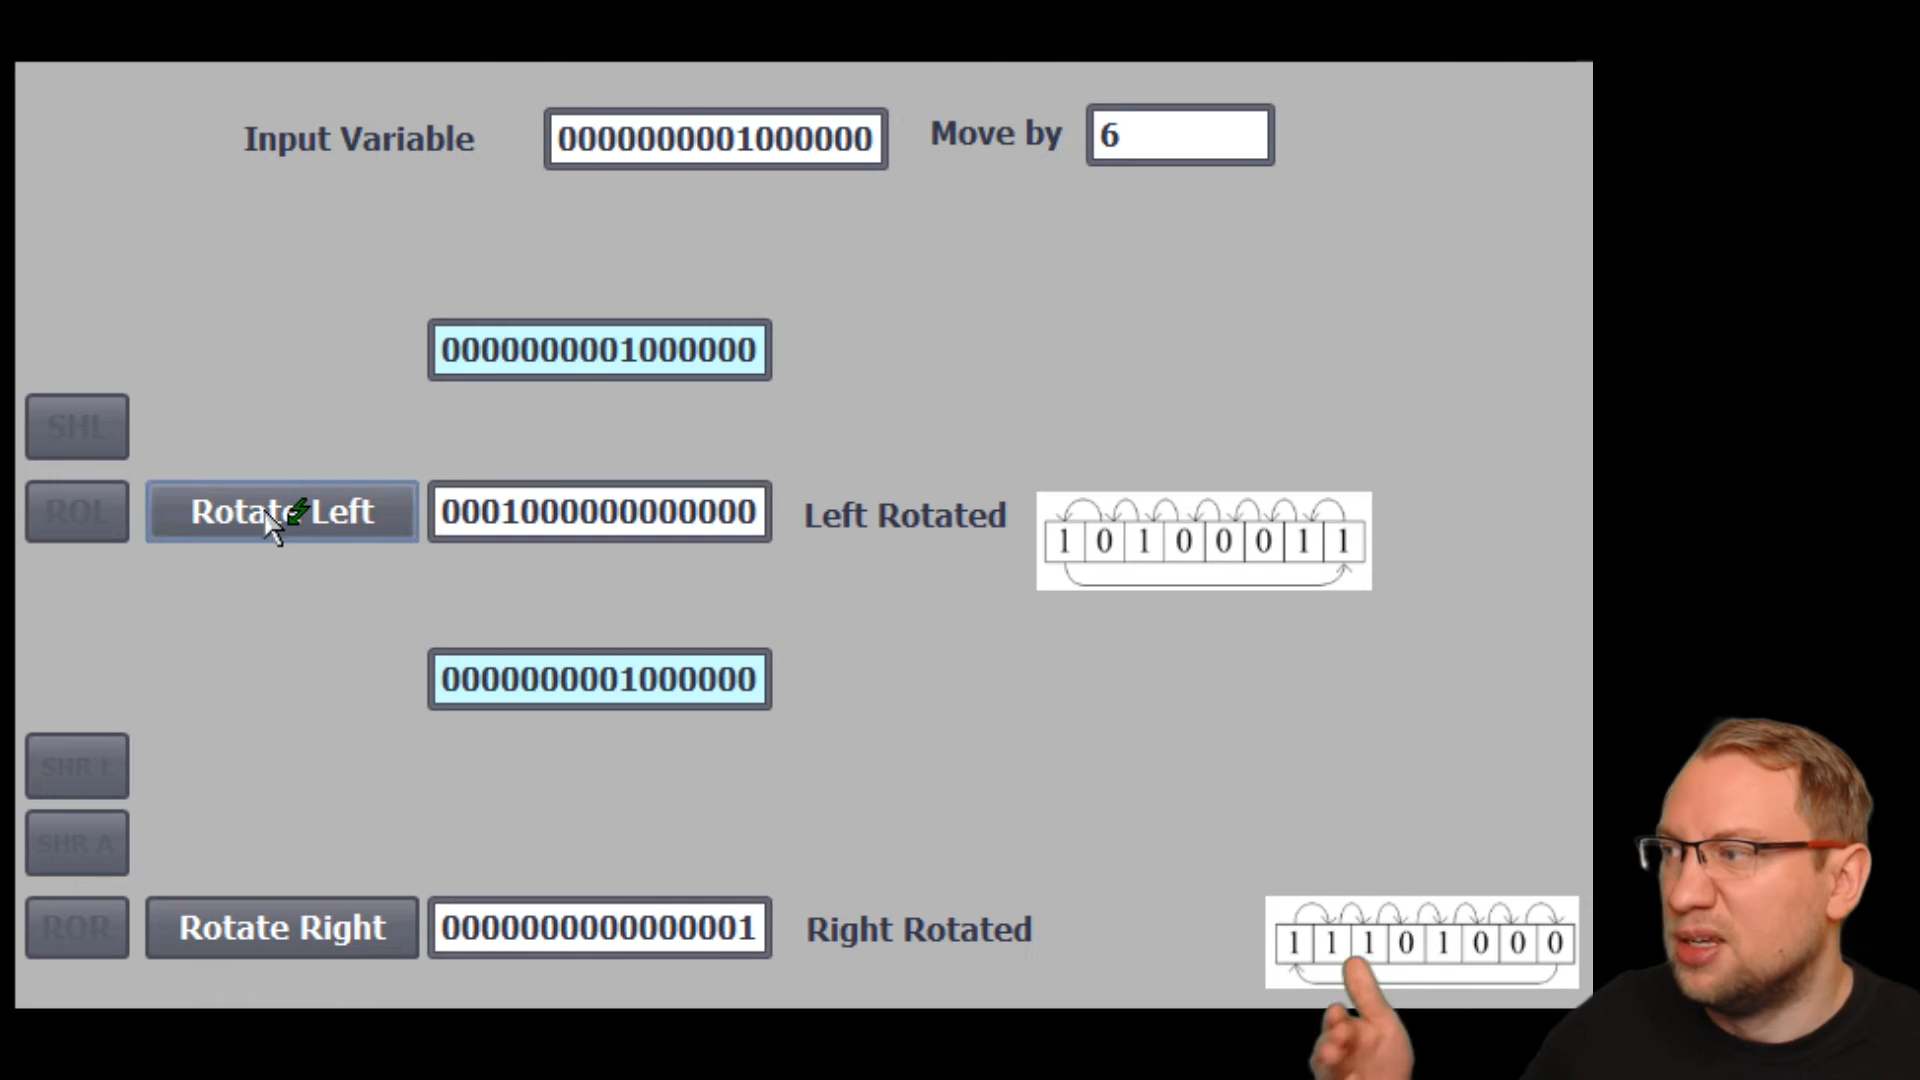 Input Variable 0000000001000000 Move by 6
0000000001000000
SHL
ROL Rotate Left 0001000000000000 Left Rotated 1 0 1 0 0 0 1 1
0000000001000000
SHR L
SHR A
ROR Rotate Right 0000000000000001 Right Rotated 1 1 1 0 1 0 0 0